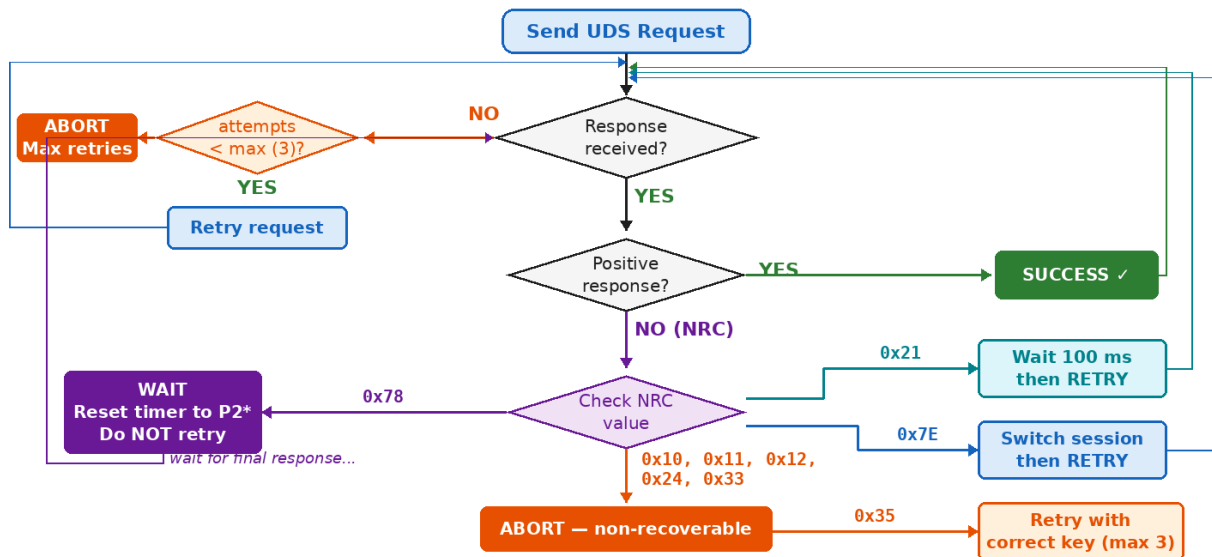 Send UDS Request
Response
received?
NO
attempts
< max (3)?
ABORT
Max retries
YES
Retry request
YES
Positive
response?
YES
SUCCESS ✓
NO (NRC)
Check NRC
value
0x21
Wait 100 ms
then RETRY
0x78
WAIT
Reset timer to P2*
Do NOT retry
wait for final response...
0x7E
Switch session
then RETRY
0x10, 0x11, 0x12,
0x24, 0x33
ABORT — non-recoverable
0x35
Retry with
correct key (max 3)